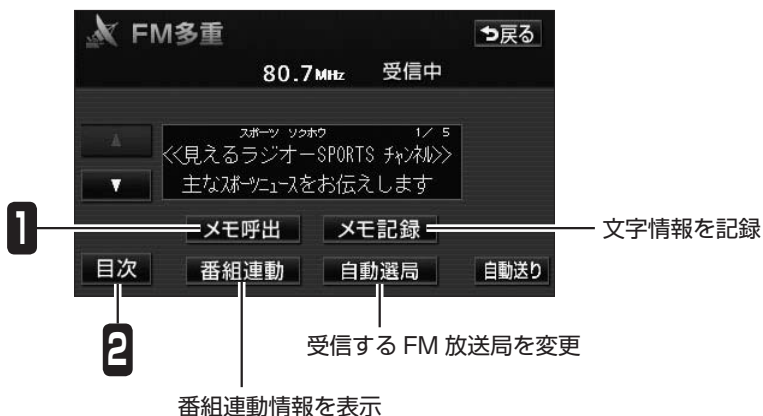 FM多重
戻る
80.7MHz 受信中
スポーツ ソクホウ 1/ 5
<<見えるラジオーSPORTS チャンネル>>
主なスポーツニュースをお伝えします
1 メモ呼出 メモ記録 文字情報を記録
目次 番組連動 自動選局 自動送り
2
受信する FM 放送局を変更
番組連動情報を表示